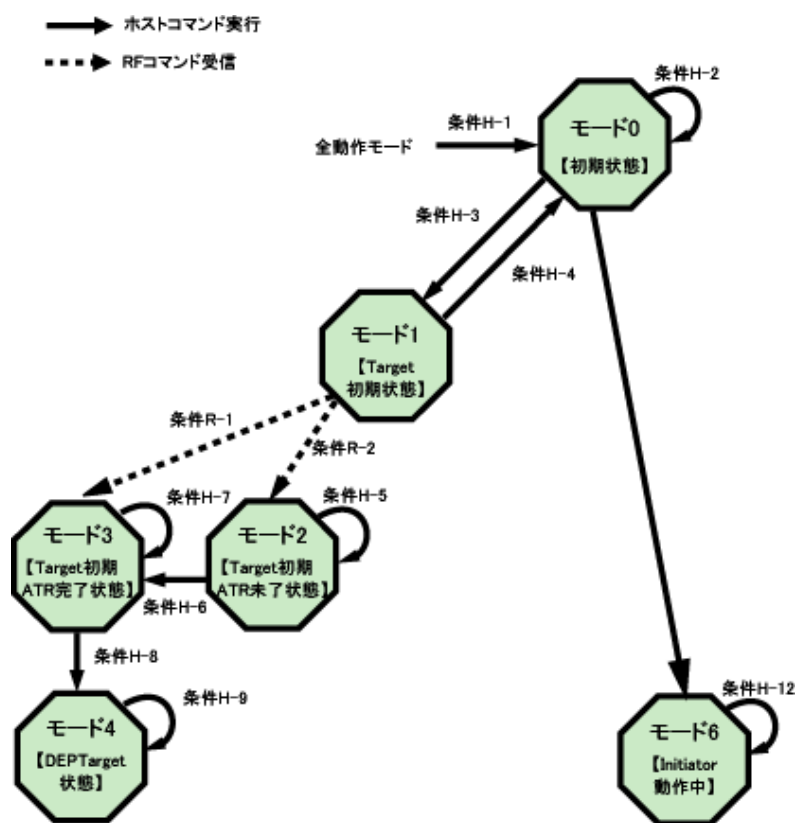 ホストコマンド実行
RFコマンド受信
条件H-2
条件H-1
モード0
全動作モード
【初期状態】
条件H-3
条件H-4
モード1
【Target
初期状態】
条件R-1
条件R-2
条件H-7
条件H-5
モード3
モード2
【Target初期
ATR完了状態】
【Target初期
ATR未了状態】
条件H-6
条件H-8
条件H-9
条件H-12
モード4
【DEPTarget
状態】
モード6
【Initiator
動作中】